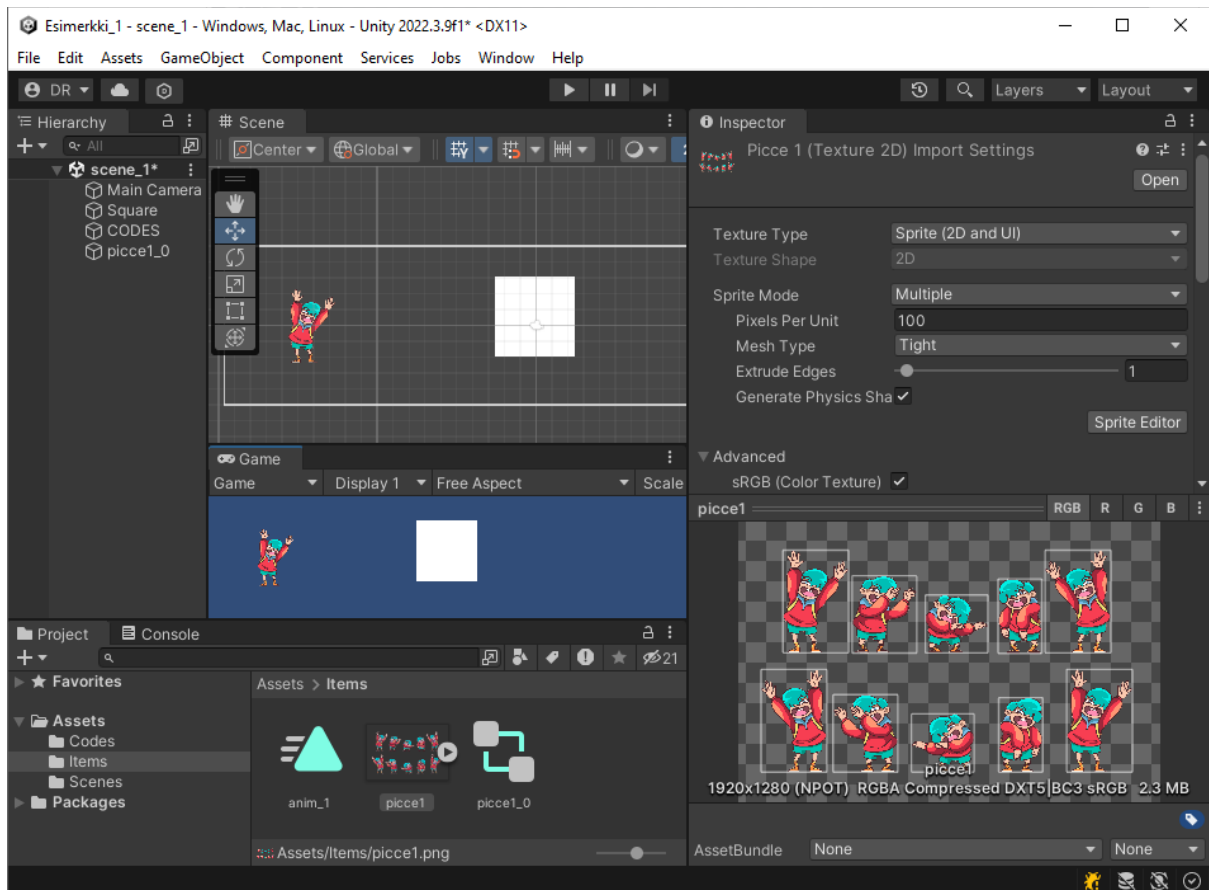 Esimerkki_1 - scene_1 - Windows, Mac, Linux - Unity 2022.3.9f1* <DX11>
File Edit Assets GameObject Component Services Jobs Window Help
DR Layers Layout
Hierarchy
All
scene_1*
Main Camera
Square
CODES
picce1_0
Scene
Center Global
Game
Game Display 1 Free Aspect Scale
Inspector
Picce 1 (Texture 2D) Import Settings
Open
Texture Type Sprite (2D and UI)
Texture Shape 2D
Sprite Mode Multiple
Pixels Per Unit 100
Mesh Type Tight
Extrude Edges 1
Generate Physics Sha
Sprite Editor
Advanced
sRGB (Color Texture)
picce1 RGB R G B
picce1
1920x1280 (NPOT) RGBA Compressed DXT5|BC3 sRGB 2.3 MB
AssetBundle None None
Project Console
21
Favorites
Assets
Codes
Items
Scenes
Packages
Assets > Items
anim_1 picce1 picce1_0
Assets/Items/picce1.png